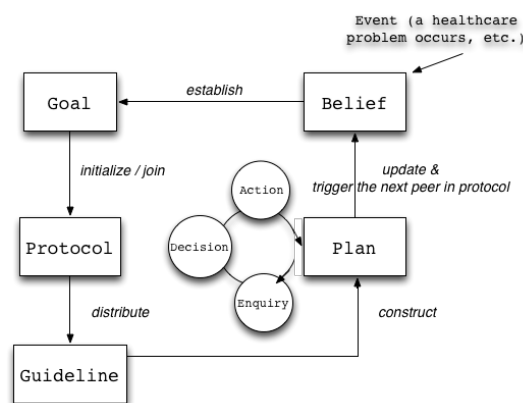 Event (a healthcare
problem occurs, etc.)
Goal
establish
Belief
initialize / join
update &
trigger the next peer in protocol
Action
Protocol
Decision
Plan
Enquiry
distribute
construct
Guideline